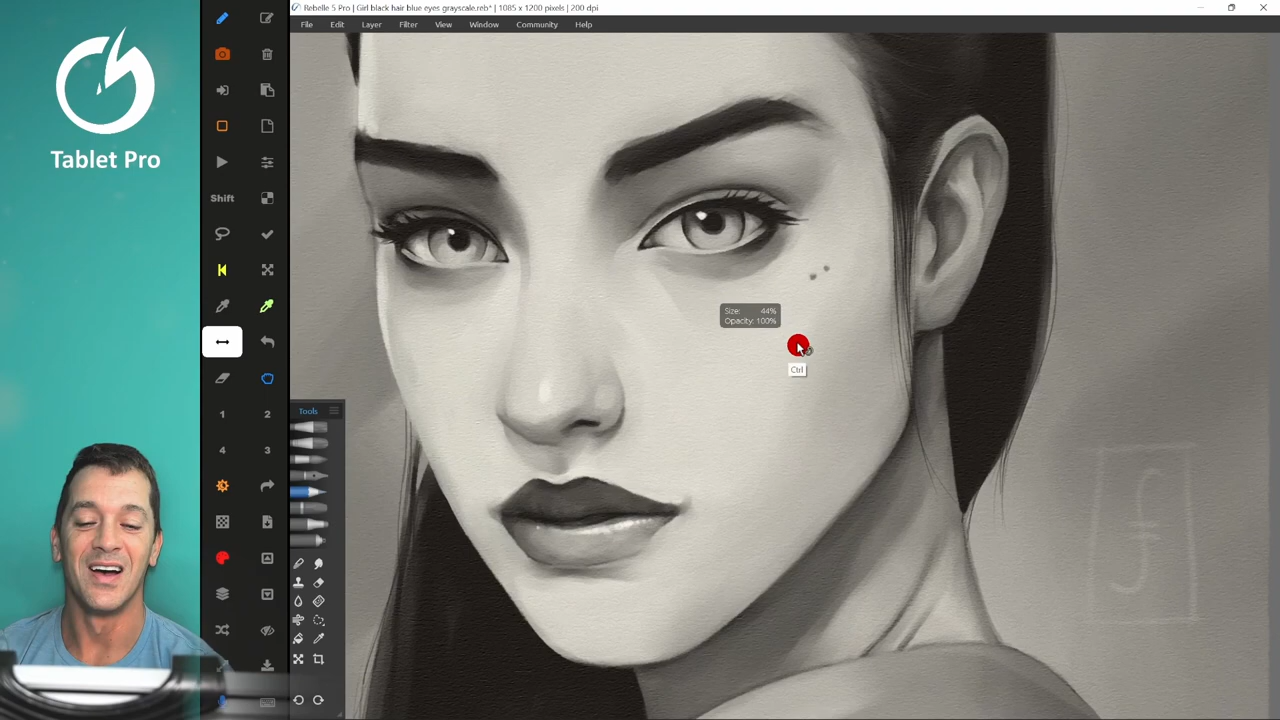 Rebelle 5 Pro | Girl black hair blue eyes grayscale.reb* | 1085 x 1200 pixels | 200 dpi
File Edit Layer Filter View Window Community Help
Tablet Pro
Shift
Size: 44%
Opacity: 100%
Ctrl
Tools
1 2
4 3